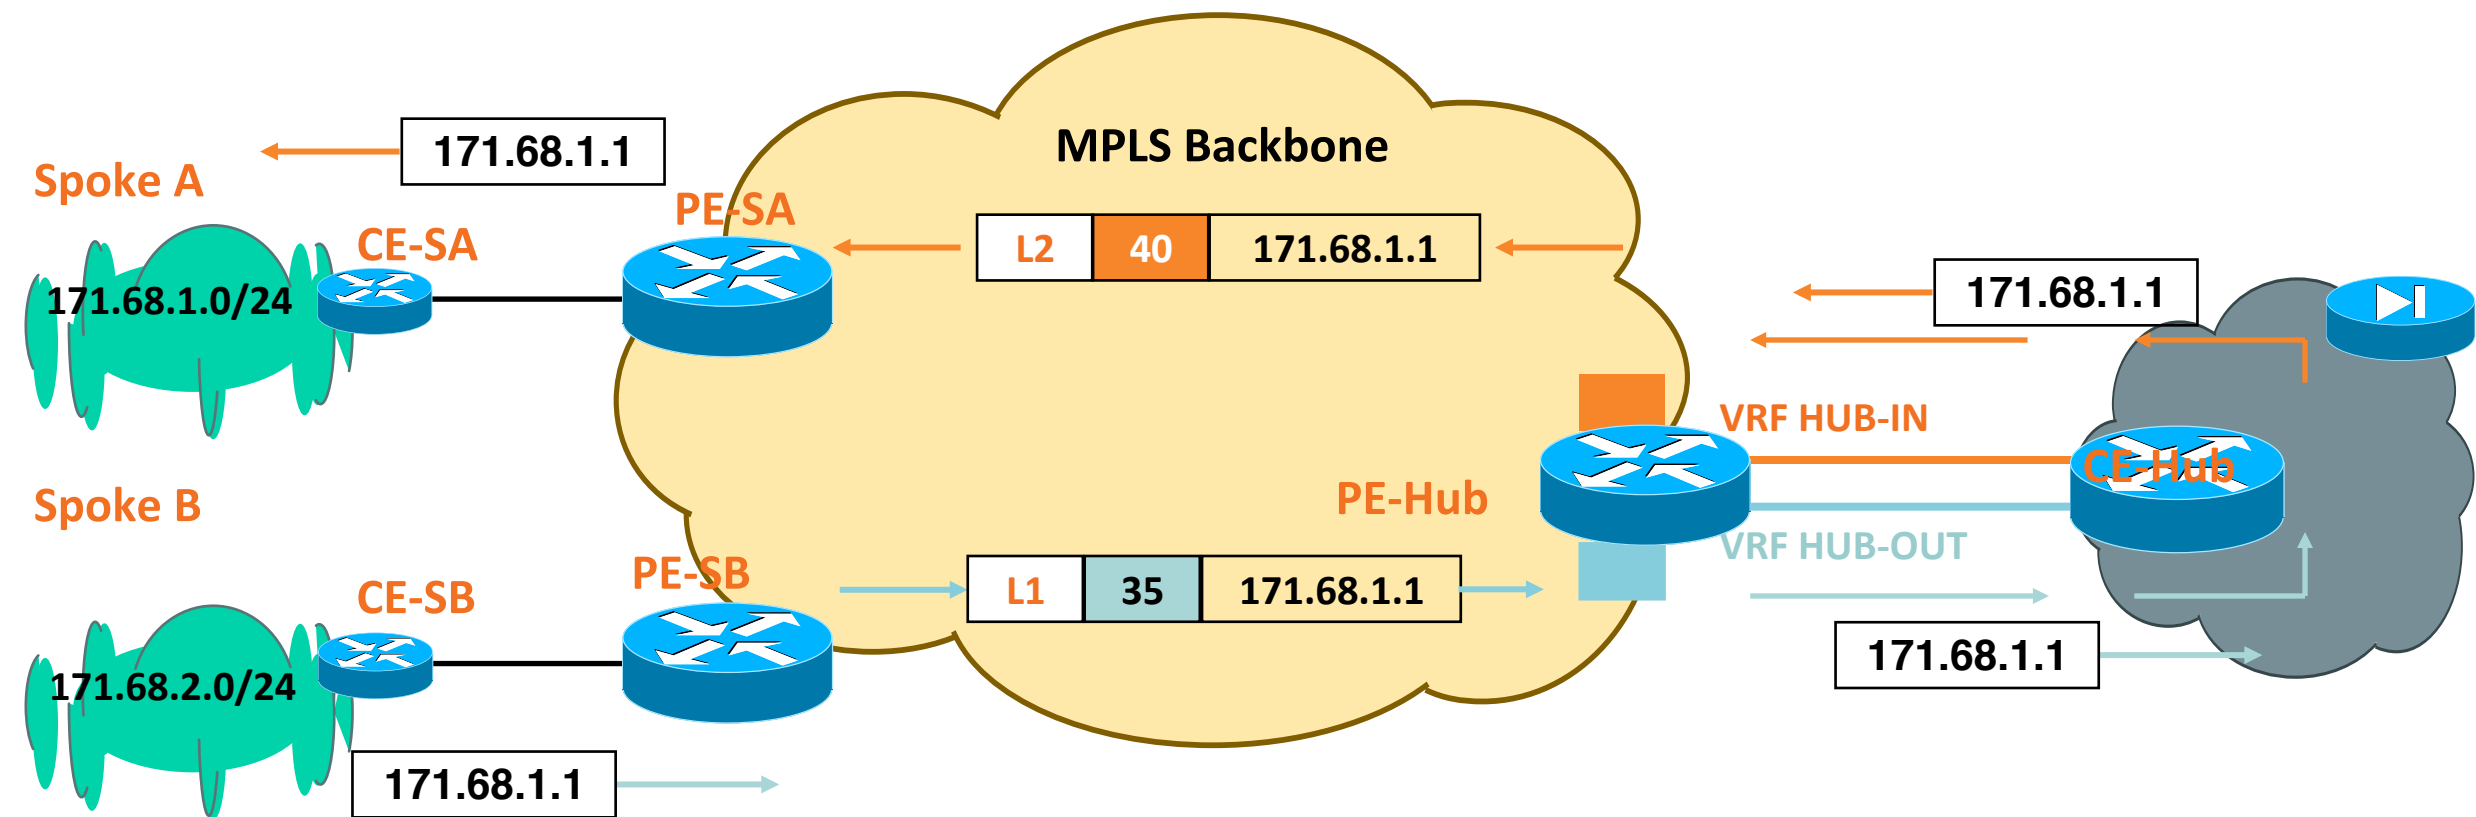 MPLS Backbone
171.68.1.1
Spoke A
PE-SA
CE-SA
L2 40 171.68.1.1
171.68.1.0/24
171.68.1.1
VRF HUB-IN
CE-Hub
PE-Hub
Spoke B
VRF HUB-OUT
PE-SB
CE-SB
L1 35 171.68.1.1
171.68.1.1
171.68.2.0/24
171.68.1.1